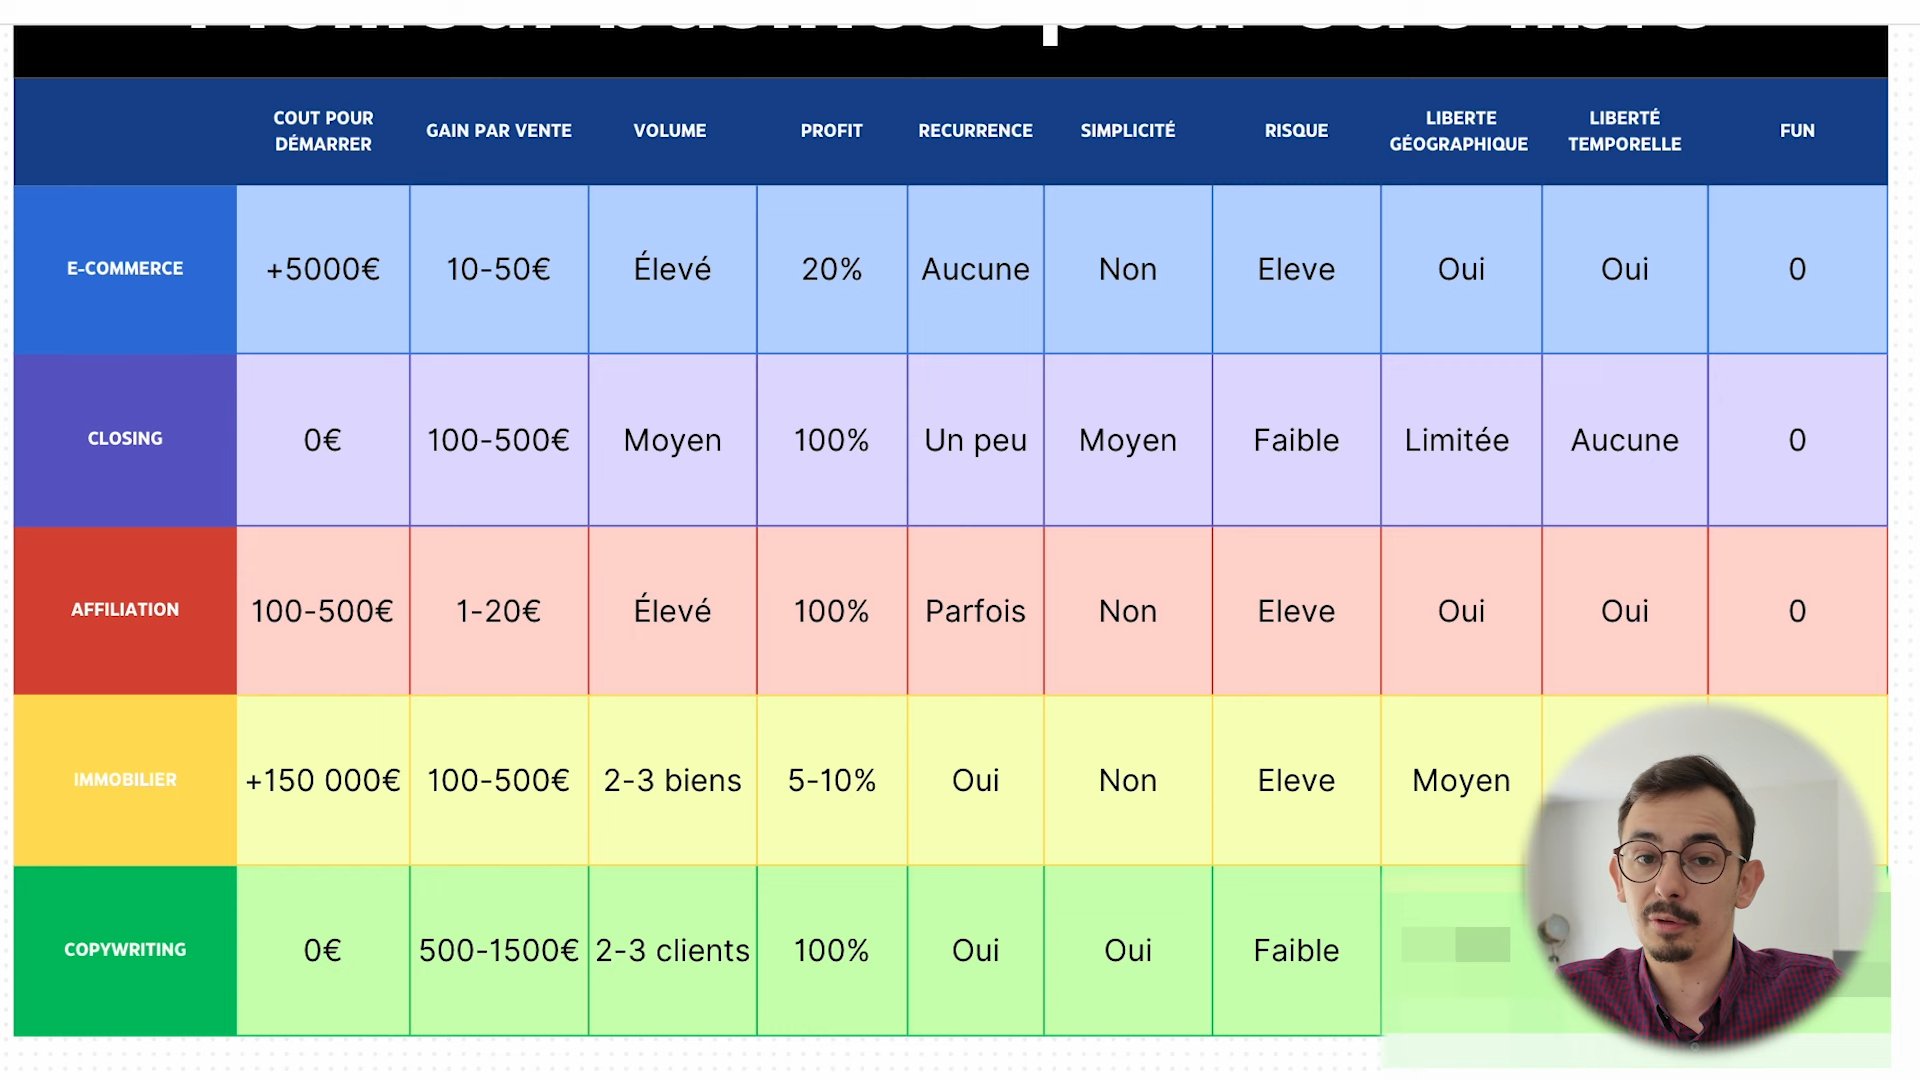 COUT POUR DÉMARRER GAIN PAR VENTE VOLUME PROFIT RECURRENCE SIMPLICITÉ RISQUE LIBERTE GÉOGRAPHIQUE LIBERTÉ TEMPORELLE FUN
E-COMMERCE +5000€ 10-50€ Élevé 20% Aucune Non Eleve Oui Oui 0
CLOSING 0€ 100-500€ Moyen 100% Un peu Moyen Faible Limitée Aucune 0
AFFILIATION 100-500€ 1-20€ Élevé 100% Parfois Non Eleve Oui Oui 0
IMMOBILIER +150 000€ 100-500€ 2-3 biens 5-10% Oui Non Eleve Moyen
COPYWRITING 0€ 500-1500€ 2-3 clients 100% Oui Oui Faible